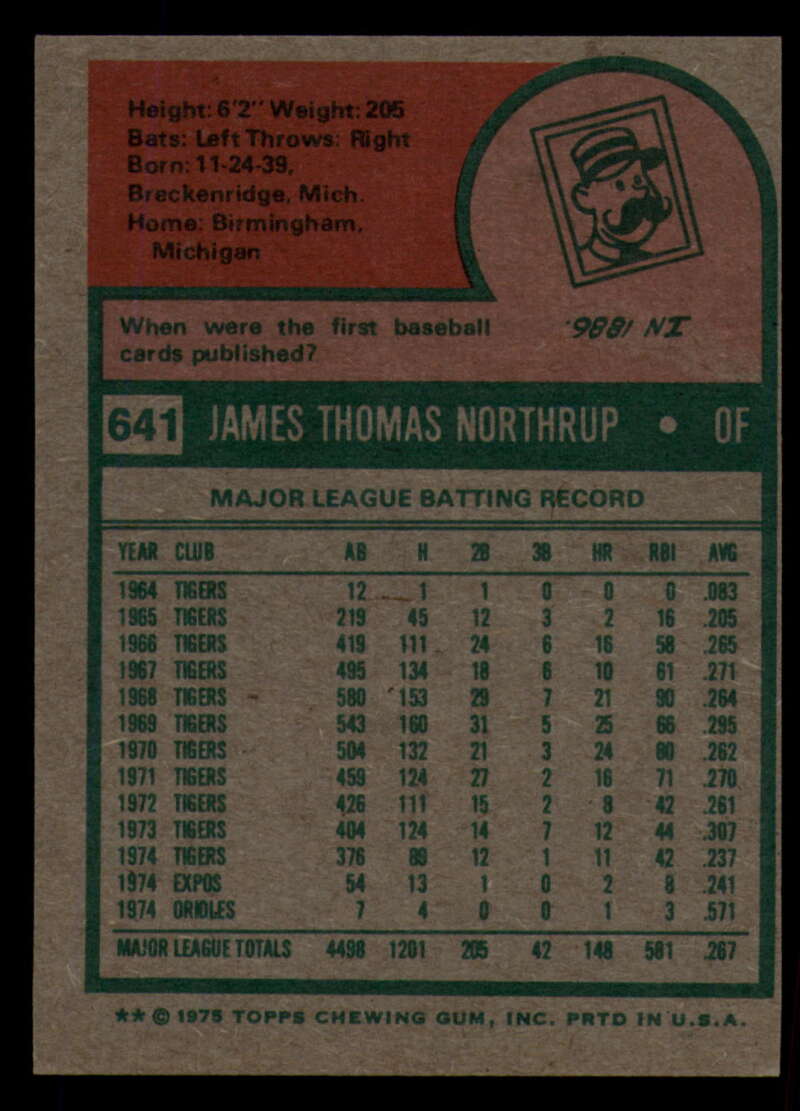 Height: 6'2" Weight: 205
Bats: Left Throws: Right
Born: 11-24-39,
Breckenridge, Mich.
Home: Birmingham,
Michigan
When were the first baseball
cards published?
IN 1886.
641 JAMES THOMAS NORTHRUP • OF
MAJOR LEAGUE BATTING RECORD
YEAR CLUB AB H 2B 3B HR RBI AVG
1964 TIGERS 12 1 1 0 0 0 .083
1965 TIGERS 219 45 12 3 2 16 .205
1966 TIGERS 419 111 24 6 16 58 .265
1967 TIGERS 495 134 18 6 10 61 .271
1968 TIGERS 580 153 29 7 21 90 .264
1969 TIGERS 543 160 31 5 25 66 .295
1970 TIGERS 504 132 21 3 24 80 .262
1971 TIGERS 459 124 27 2 16 71 .270
1972 TIGERS 426 111 15 2 8 42 .261
1973 TIGERS 404 124 14 7 12 44 .307
1974 TIGERS 376 89 12 1 11 42 .237
1974 EXPOS 54 13 1 0 2 8 .241
1974 ORIOLES 7 4 0 0 1 3 .571
MAJOR LEAGUE TOTALS 4498 1201 205 42 148 581 .267
** © 1975 TOPPS CHEWING GUM, INC. PRTD IN U.S.A.